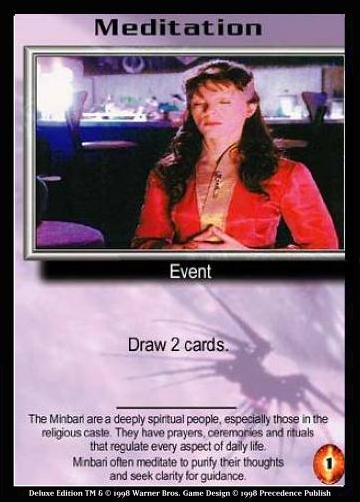 Meditation
Event
Draw 2 cards.
The Minbari are a deeply spiritual people, especially those in the
religious caste. They have prayers, ceremonies and rituals
that regulate every aspect of daily life.
Minbari often meditate to purify their thoughts
and seek clarity for guidance.
1
Deluxe Edition TM & © 1998 Warner Bros. Game Design © 1998 Precedence Publish